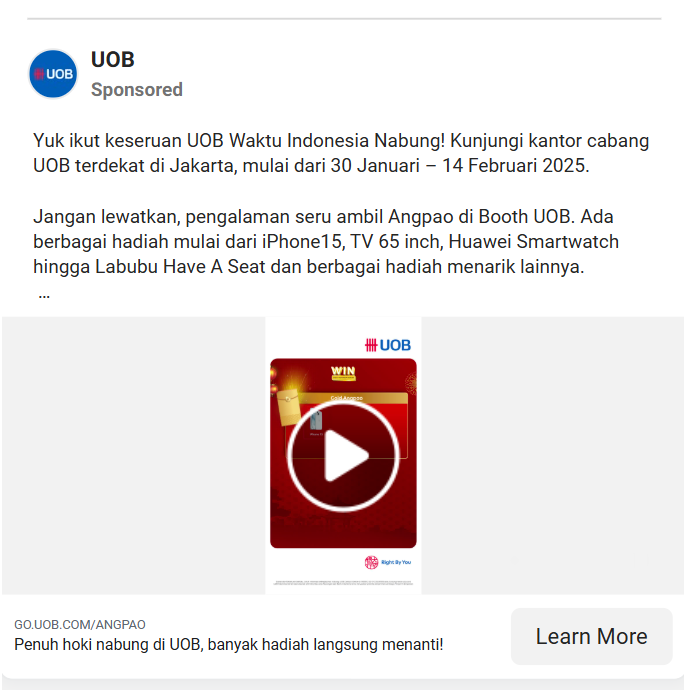 UOB
UOB
Sponsored
Yuk ikut keseruan UOB Waktu Indonesia Nabung! Kunjungi kantor cabang
UOB terdekat di Jakarta, mulai dari 30 Januari – 14 Februari 2025.
Jangan lewatkan, pengalaman seru ambil Angpao di Booth UOB. Ada
berbagai hadiah mulai dari iPhone15, TV 65 inch, Huawei Smartwatch
hingga Labubu Have A Seat dan berbagai hadiah menarik lainnya.
...
UOB
WIN
Gold Angpao
Right By You
GO.UOB.COM/ANGPAO
Penuh hoki nabung di UOB, banyak hadiah langsung menanti!
Learn More